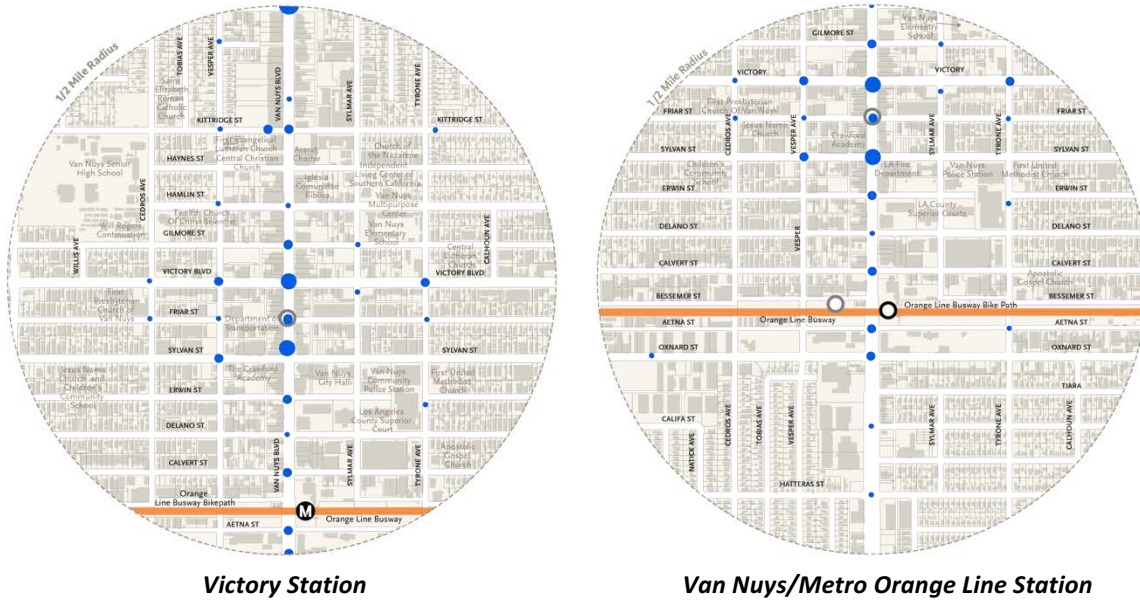 1/2 Mile Radius
TOBIAS AVE
VESPER AVE
VAN NUYS BLVD
SYLMAR AVE
TYRONE AVE
Saint
Elizabeth
Roman
Catholic
Church
KITTRIDGE ST
KITTRIDGE ST
First Evangelical
Lutheran Church
Central Christian
Church
Ararat
Charter
Church of
the Nazarene
Independent
Living Center of
Southern California
HAYNES ST
Van Nuys Senior
High School
Iglesia
Comunidad
Biblica
Van Nuys
Multipurpose
Center
CEDROS AVE
HAMLIN ST
Twelfth Church
Of Christ Scientist
Van Nuys
Elementary
School
CALHOUN AVE
Will Rogers
Continuation
GILMORE ST
Central
Lutheran
Church
WILLIS AVE
VICTORY BLVD
VICTORY BLVD
First
Presbyterian
Church of
Van Nuys
FRIAR ST
Department of
Transportation
SYLVAN ST
SYLVAN ST
Jesus Name
Church and
Children's
Community
School
ERWIN ST
The Crawford
Academy
Van Nuys
City Hall
Van Nuys
Community
Police Station
First United
Methodist
Church
DELANO ST
Los Angeles
County Superior
Court
CALVERT ST
VAN NUYS BLVD
SYLMAR AVE
TYRONE AVE
Apostolic
Gospel
Church
Orange
Line Busway Bikepath
M
AETNA ST
Orange Line Busway
Victory Station
1/2 Mile Radius
GILMORE ST
Van Nuys
Elementry
School
VICTORY
VICTORY
FRIAR ST
First Presbyterian
Church Of Van Nuys
FRIAR ST
CEDROS AVE
VESPER AVE
Jesus Name
Church
Crawford
Academy
SYLMAR AVE
TYRONE AVE
SYLVAN ST
SYLVAN ST
Children's
Community
School
LA Fire
Department
Van Nuys
Police Station
First United
Methodist Church
ERWIN ST
ERWIN ST
LA County
Superior Courts
DELANO ST
DELANO ST
VESPER
CALVERT ST
CALVERT ST
Apostolic
Gospel Church
BESSEMER ST
BESSEMER ST
Orange Line Busway Bike Path
AETNA ST
Orange Line Busway
AETNA ST
OXNARD ST
OXNARD ST
TIARA
CALIFA ST
NATICK AVE
CEDROS AVE
TOBIAS AVE
VESPER AVE
SYLMAR AVE
TYRONE AVE
CALHOUN AVE
HATTERAS ST
Van Nuys/Metro Orange Line Station